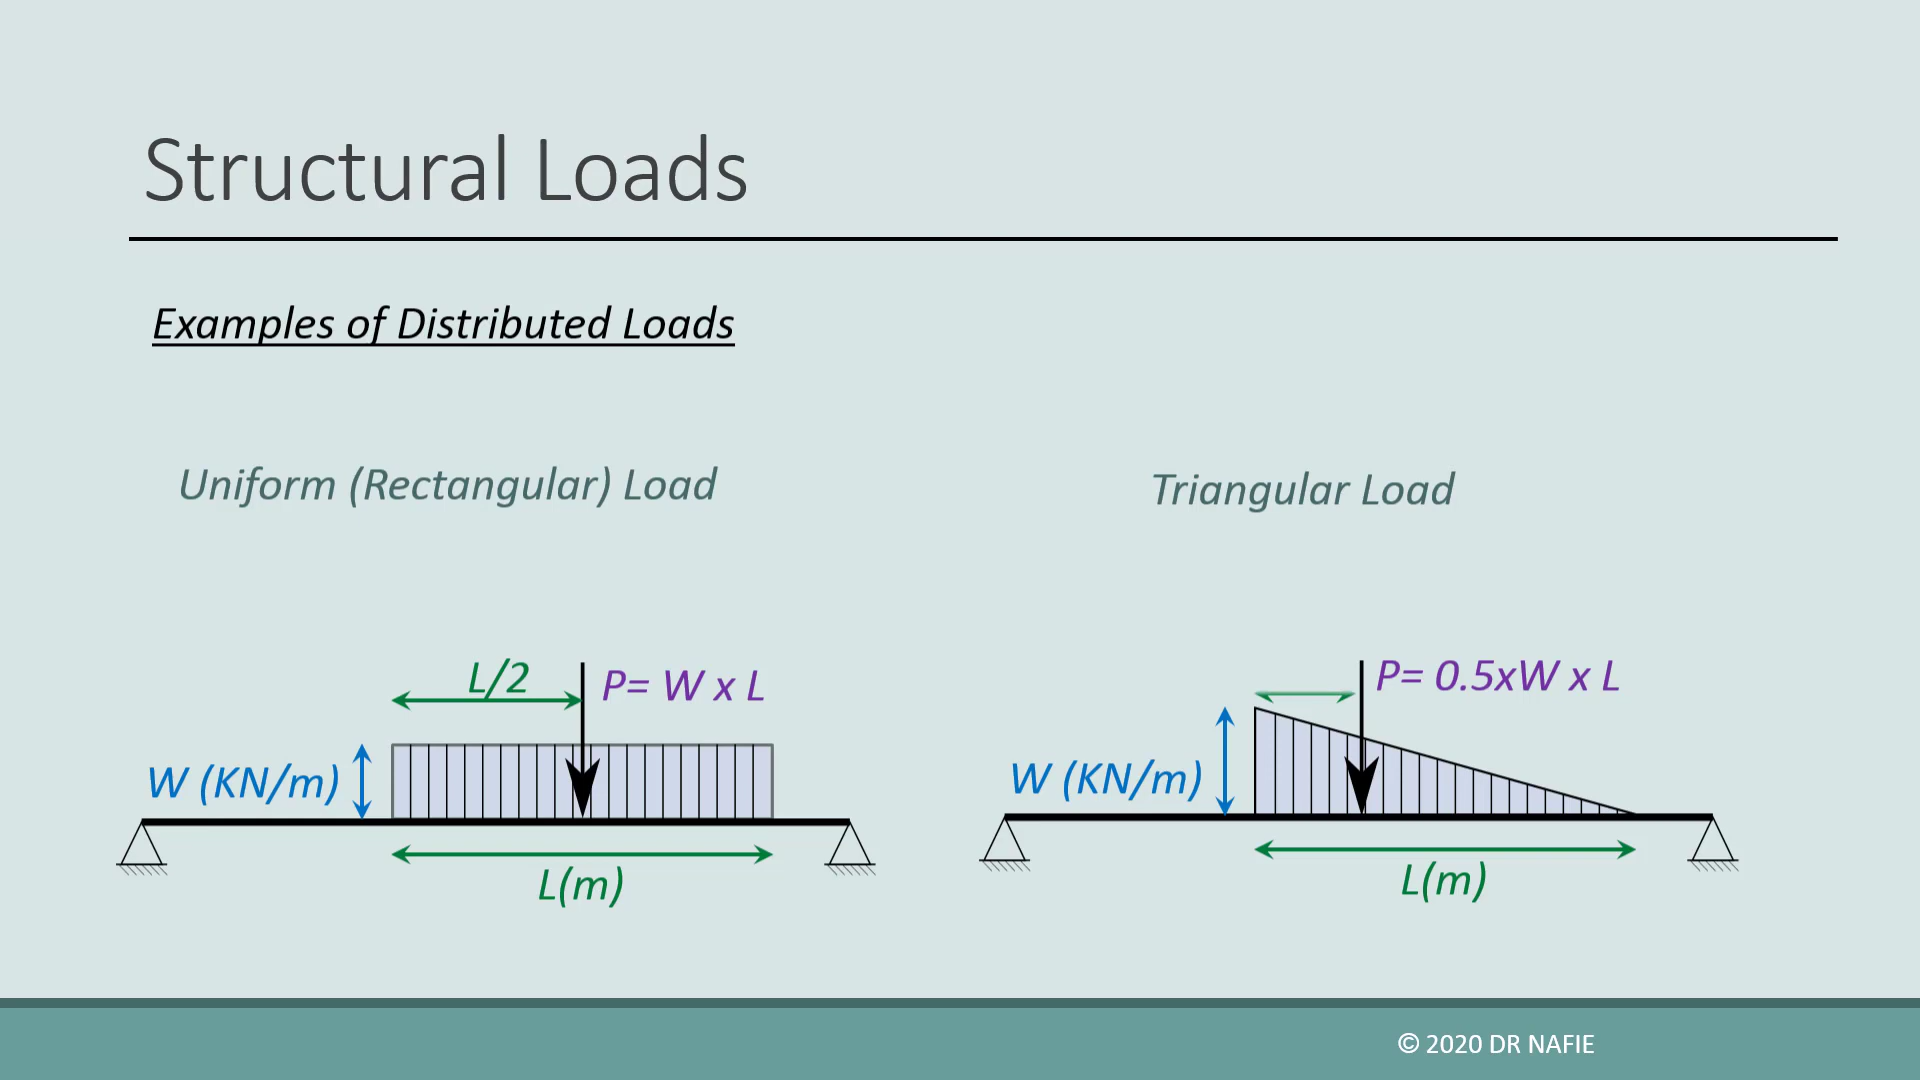 Structural Loads
Examples of Distributed Loads
Uniform (Rectangular) Load
Triangular Load
L/2
P= W x L
W (KN/m)
L(m)
P= 0.5xW x L
W (KN/m)
L(m)
© 2020 DR NAFIE